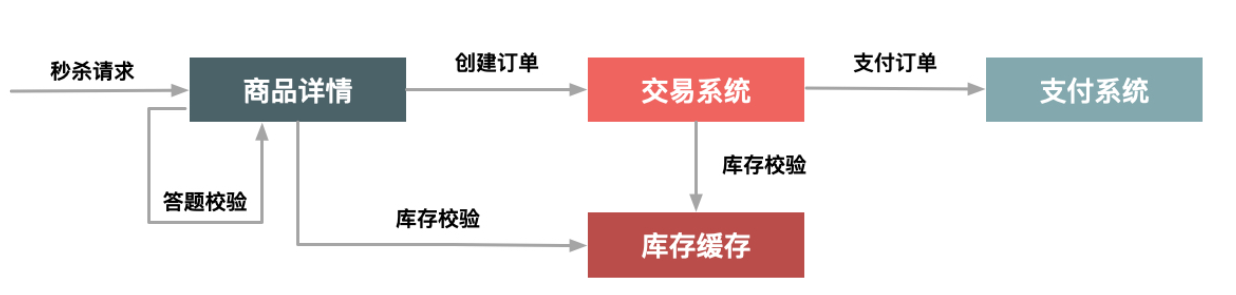 秒杀请求
商品详情
创建订单
交易系统
支付订单
支付系统
答题校验
库存校验
库存校验
库存缓存